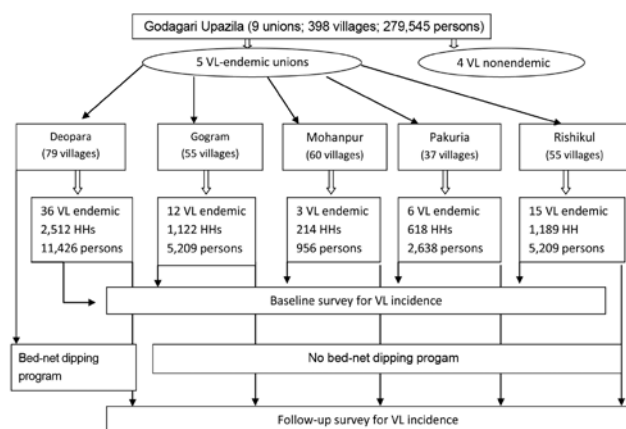 Godagari Upazila (9 unions; 398 villages; 279,545 persons)
5 VL-endemic unions
4 VL nonendemic
Deopara
(79 villages)
Gogram
(55 villages)
Mohanpur
(60 villages)
Pakuria
(37 villages)
Rishikul
(55 villages)
36 VL endemic
2,512 HHs
11,426 persons
12 VL endemic
1,122 HHs
5,209 persons
3 VL endemic
214 HHs
956 persons
6 VL endemic
618 HHs
2,638 persons
15 VL endemic
1,189 HH
5,209 persons
Baseline survey for VL incidence
Bed-net dipping
program
No bed-net dipping progam
Follow-up survey for VL incidence